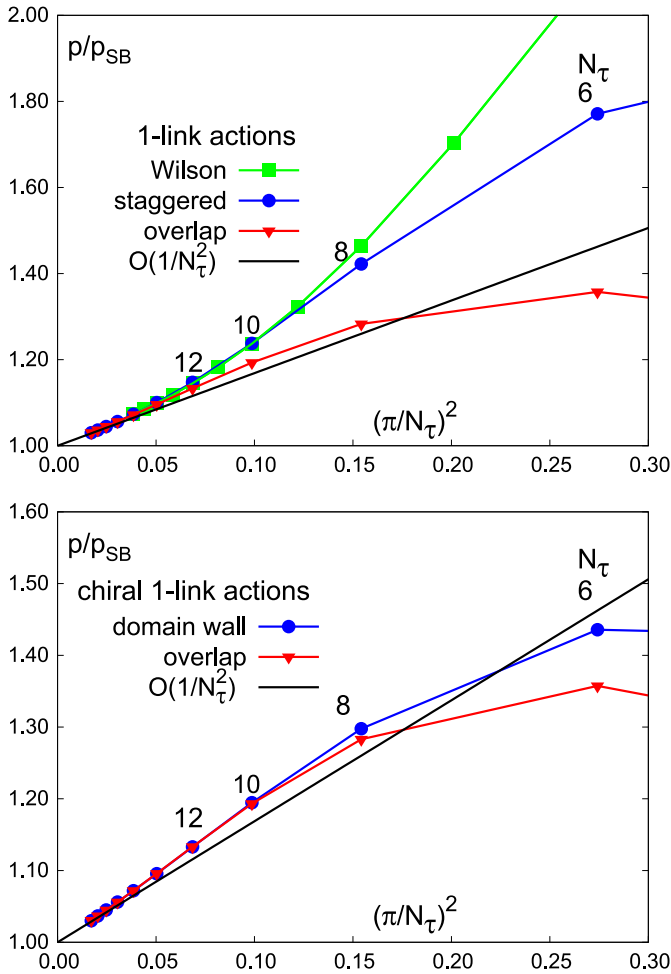 2.00
p/p_SB
1.80
N_τ
6
1-link actions
Wilson
staggered
overlap
O(1/N_τ^2)
1.60
1.40
8
10
1.20
12
(π/N_τ)^2
1.00
0.00 0.05 0.10 0.15 0.20 0.25 0.30
1.60
p/p_SB
1.50
N_τ
6
chiral 1-link actions
domain wall
overlap
O(1/N_τ^2)
1.40
8
1.30
10
1.20
12
1.10
(π/N_τ)^2
1.00
0.00 0.05 0.10 0.15 0.20 0.25 0.30